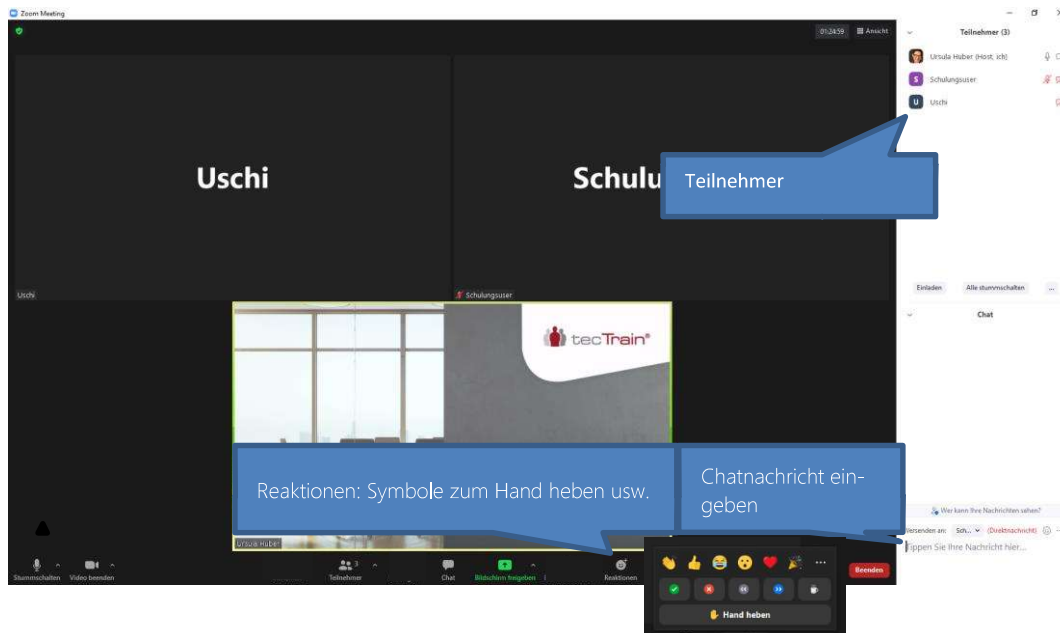 Zoom Meeting
01:24:59 Ansicht
Teilnehmer (3)
Ursula Huber (Host, ich)
S Schulungsuser
U Uschi
Uschi
Schulu
Teilnehmer
Uschi
Schulungsuser
Einladen Alle stummschalten ...
Chat
tecTrain®
Reaktionen: Symbole zum Hand heben usw.
Chatnachricht ein-
geben
Wer kann Ihre Nachrichten sehen?
Versenden an: Sch... (Direktnachricht)
Tippen Sie Ihre Nachricht hier...
Ursula Huber
3
Stummschalten Video beenden Teilnehmer Chat Bildschirm freigeben Reaktionen Beenden
Hand heben